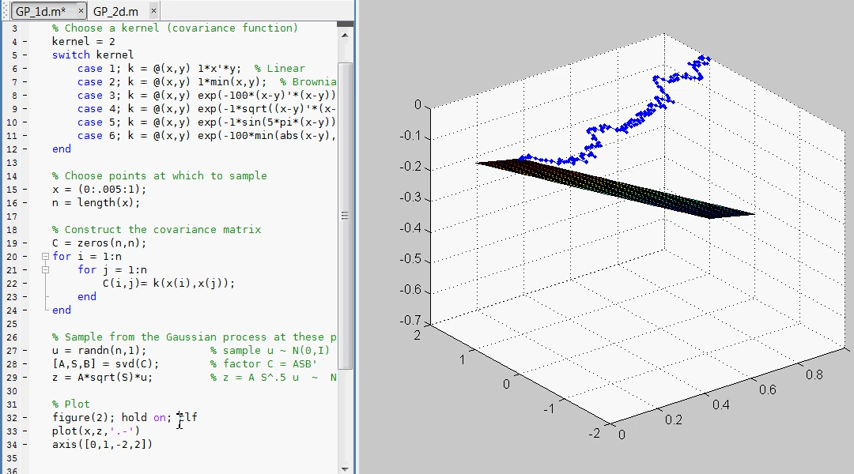 GP_1d.m* × GP_2d.m ×
3 % Choose a kernel (covariance function)
4 kernel = 2
5 switch kernel
6 case 1; k = @(x,y) 1*x'*y; % Linear
7 case 2; k = @(x,y) 1*min(x,y); % Brownia
8 case 3; k = @(x,y) exp(-100*(x-y)'*(x-y))
9 case 4; k = @(x,y) exp(-1*sqrt((x-y)'*(x-
10 case 5; k = @(x,y) exp(-1*sin(5*pi*(x-y))
11 case 6; k = @(x,y) exp(-100*min(abs(x-y),
12 end
13
14 % Choose points at which to sample
15 x = (0:.005:1);
16 n = length(x);
17
18 % Construct the covariance matrix
19 C = zeros(n,n);
20 for i = 1:n
21 for j = 1:n
22 C(i,j)= k(x(i),x(j));
23 end
24 end
25
26 % Sample from the Gaussian process at these p
27 u = randn(n,1); % sample u ~ N(0,I)
28 [A,S,B] = svd(C); % factor C = ASB'
29 z = A*sqrt(S)*u; % z = A S^.5 u ~ N
30
31 % Plot
32 figure(2); hold on; clf
33 plot(x,z,'.-')
34 axis([0,1,-2,2])
35
36
0
-0.1
-0.2
-0.3
-0.4
-0.5
-0.6
-0.7
2
1
0
-1
-2
0
0.2
0.4
0.6
0.8